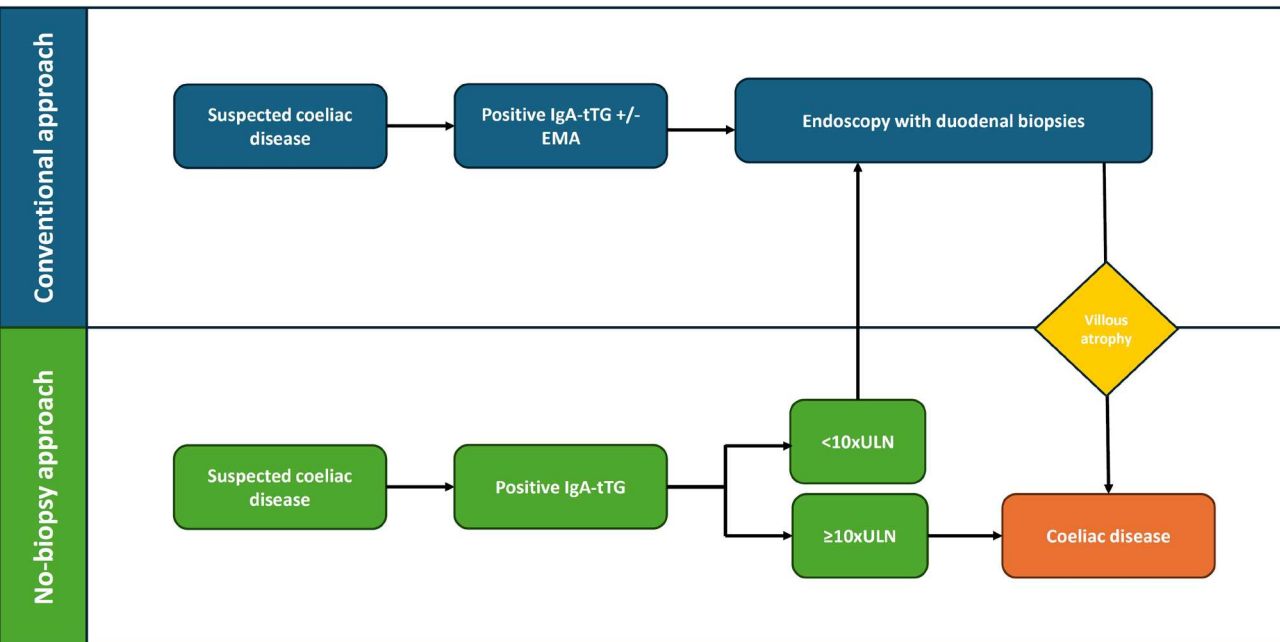 Conventional approach
Suspected coeliac
disease
Positive IgA-tTG +/-
EMA
Endoscopy with duodenal biopsies
Villous
atrophy
No-biopsy approach
Suspected coeliac
disease
Positive IgA-tTG
<10xULN
≥10xULN
Coeliac disease